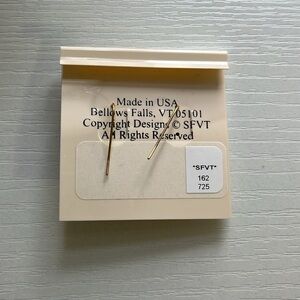 Made in USA
Bellows Falls, VT 05101
Copyright Designs © SFVT
All Rights Reserved
"SFVT"
162
725